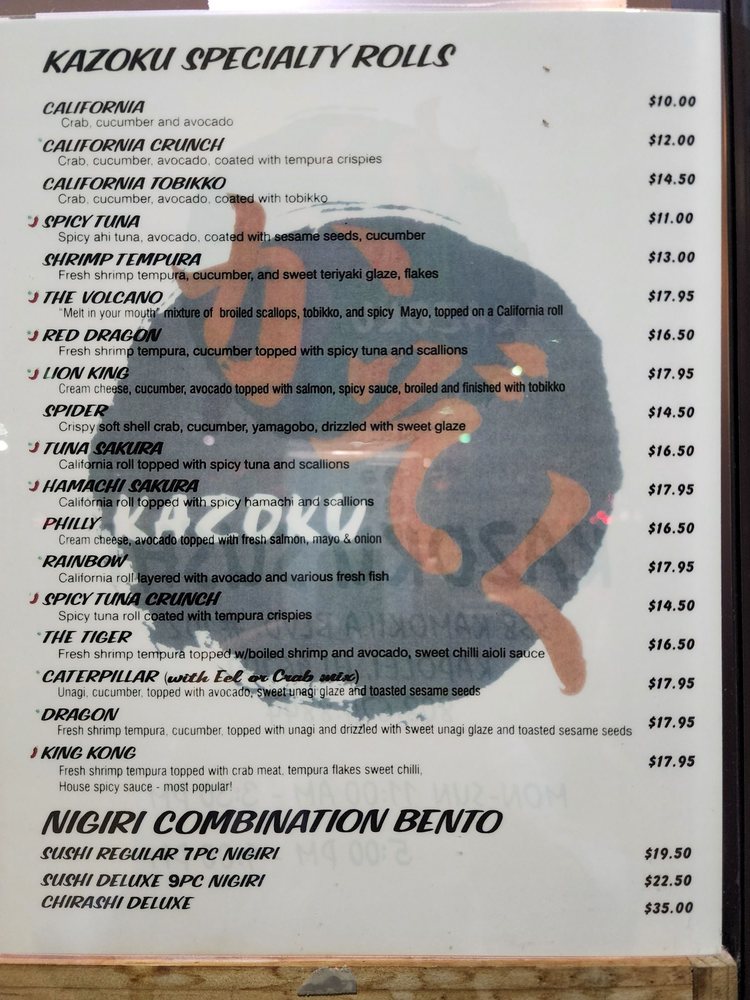 KAZOKU SPECIALTY ROLLS
CALIFORNIA $10.00
Crab, cucumber and avocado
CALIFORNIA CRUNCH $12.00
Crab, cucumber, avocado, coated with tempura crispies
CALIFORNIA TOBIKKO $14.50
Crab, cucumber, avocado, coated with tobikko
SPICY TUNA $11.00
Spicy ahi tuna, avocado, coated with sesame seeds, cucumber
SHRIMP TEMPURA $13.00
Fresh shrimp tempura, cucumber, and sweet teriyaki glaze, flakes
THE VOLCANO $17.95
"Melt in your mouth" mixture of broiled scallops, tobikko, and spicy Mayo, topped on a California roll
RED DRAGON $16.50
Fresh shrimp tempura, cucumber topped with spicy tuna and scallions
LION KING $17.95
Cream cheese, cucumber, avocado topped with salmon, spicy sauce, broiled and finished with tobikko
SPIDER $14.50
Crispy soft shell crab, cucumber, yamagobo, drizzled with sweet glaze
TUNA SAKURA $16.50
California roll topped with spicy tuna and scallions
HAMACHI SAKURA $17.95
California roll topped with spicy hamachi and scallions
KAZOKU
かぞく
PHILLY $16.50
Cream cheese, avocado topped with fresh salmon, mayo & onion
RAINBOW $17.95
California roll layered with avocado and various fresh fish
SPICY TUNA CRUNCH $14.50
Spicy tuna roll coated with tempura crispies
THE TIGER $16.50
Fresh shrimp tempura topped w/boiled shrimp and avocado, sweet chilli aioli sauce
CATERPILLAR (with Eel or Crab mix) $17.95
Unagi, cucumber, topped with avocado, sweet unagi glaze and toasted sesame seeds
DRAGON $17.95
Fresh shrimp tempura, cucumber, topped with unagi and drizzled with sweet unagi glaze and toasted sesame seeds
KING KONG $17.95
Fresh shrimp tempura topped with crab meat, tempura flakes sweet chilli,
House spicy sauce - most popular!
NIGIRI COMBINATION BENTO
SUSHI REGULAR 7PC NIGIRI $19.50
SUSHI DELUXE 9PC NIGIRI $22.50
CHIRASHI DELUXE $35.00